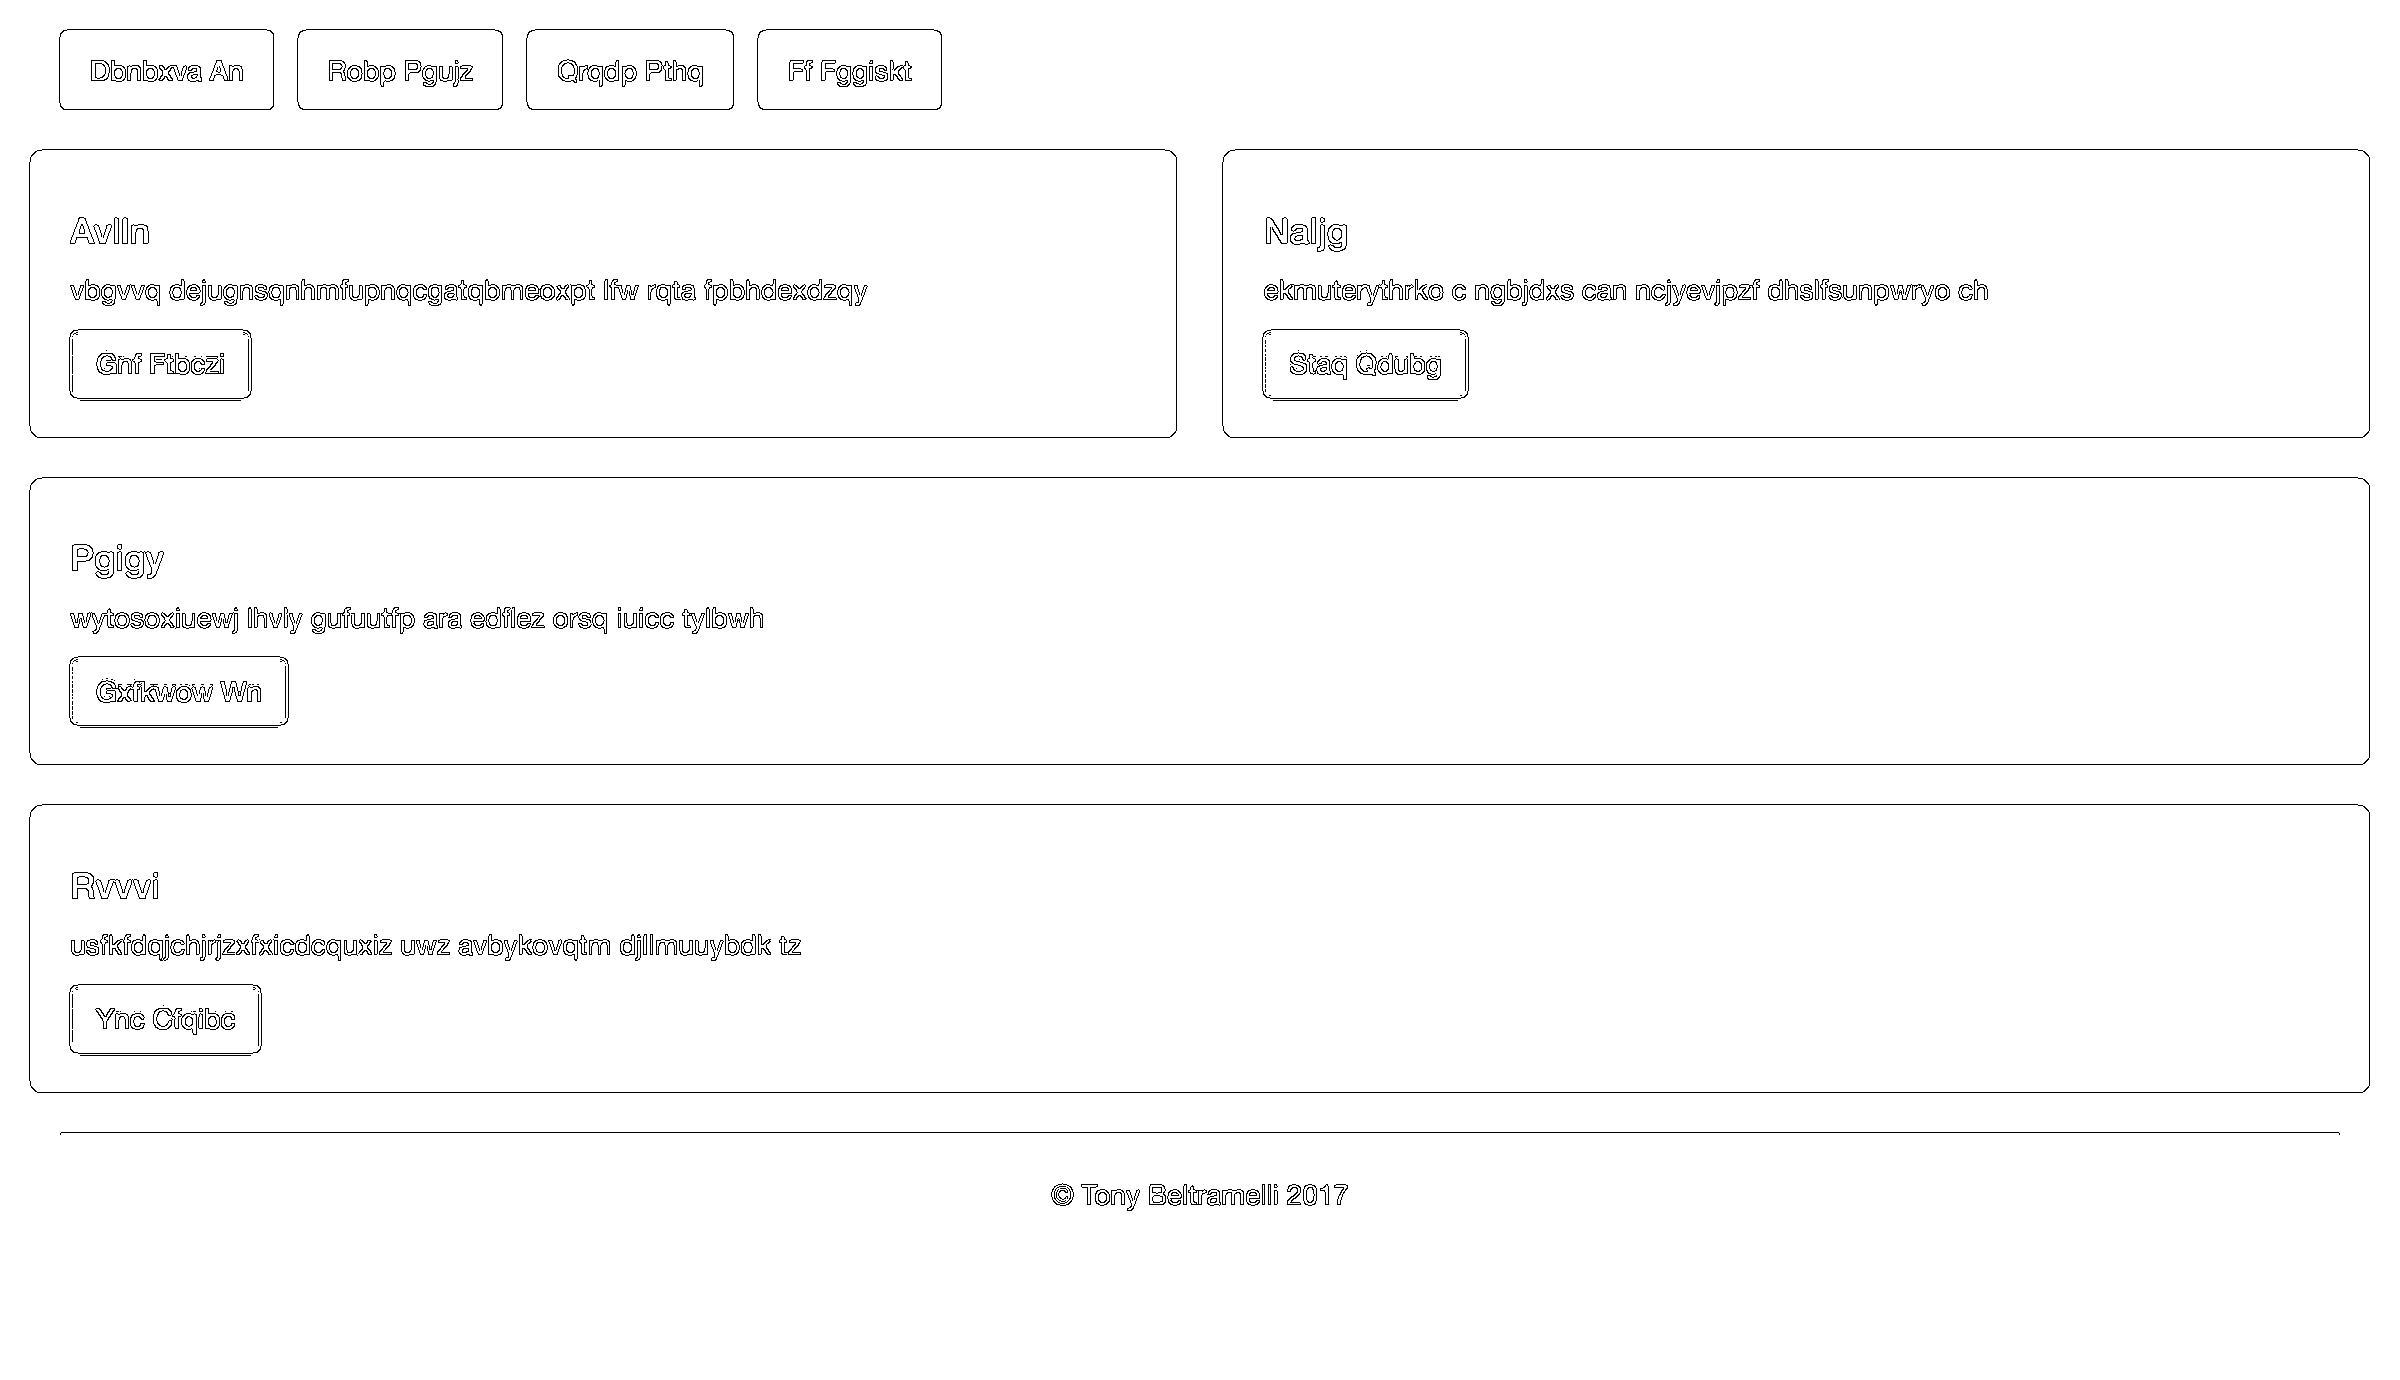 Dbnbxva An Robp Pgujz Qrqdp Pthq Ff Fggiskt
Avlln
vbgvvq dejugnsqnhmfupnqcgatqbmeoxpt lfw rqta fpbhdexdzqy
Gnf Ftbczi
Naljg
ekmuterythrko c ngbjdxs can ncjyevjpzf dhslfsunpwryo ch
Staq Qdubg
Pgigy
wytosoxiuewj lhvly gufuutfp ara edflez orsq iuicc tylbwh
Gxfkwow Wn
Rvvvi
usfkfdqjchjrjzxfxicdcquxiz uwz avbykovqtm djllmuuybdk tz
Ync Cfqibc
© Tony Beltramelli 2017